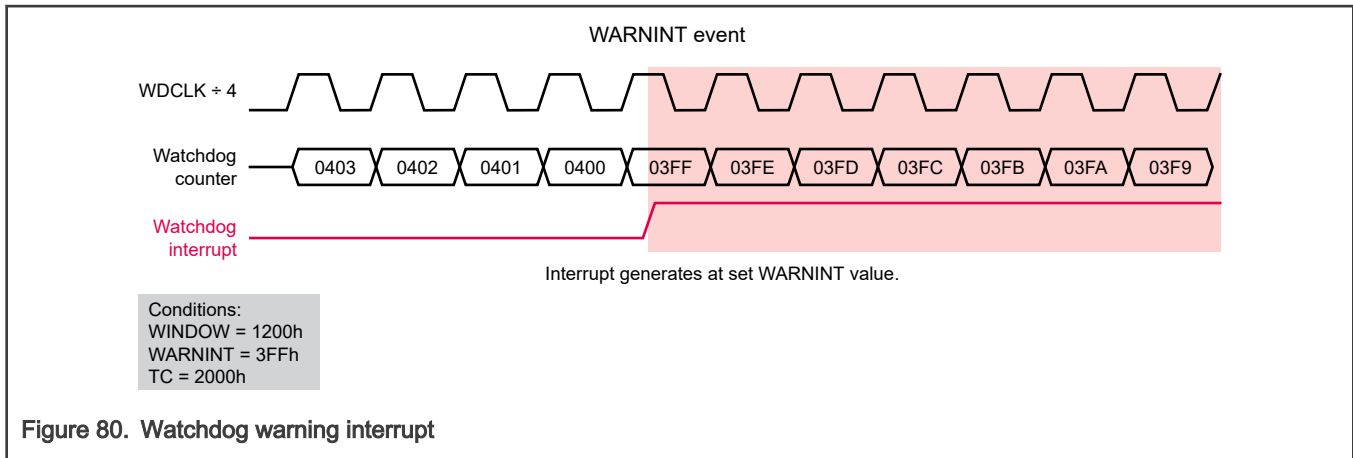 WARNINT event
WDCLK ÷ 4
Watchdog
counter
0403 0402 0401 0400 03FF 03FE 03FD 03FC 03FB 03FA 03F9
Watchdog
interrupt
Interrupt generates at set WARNINT value.
Conditions:
WINDOW = 1200h
WARNINT = 3FFh
TC = 2000h
Figure 80. Watchdog warning interrupt